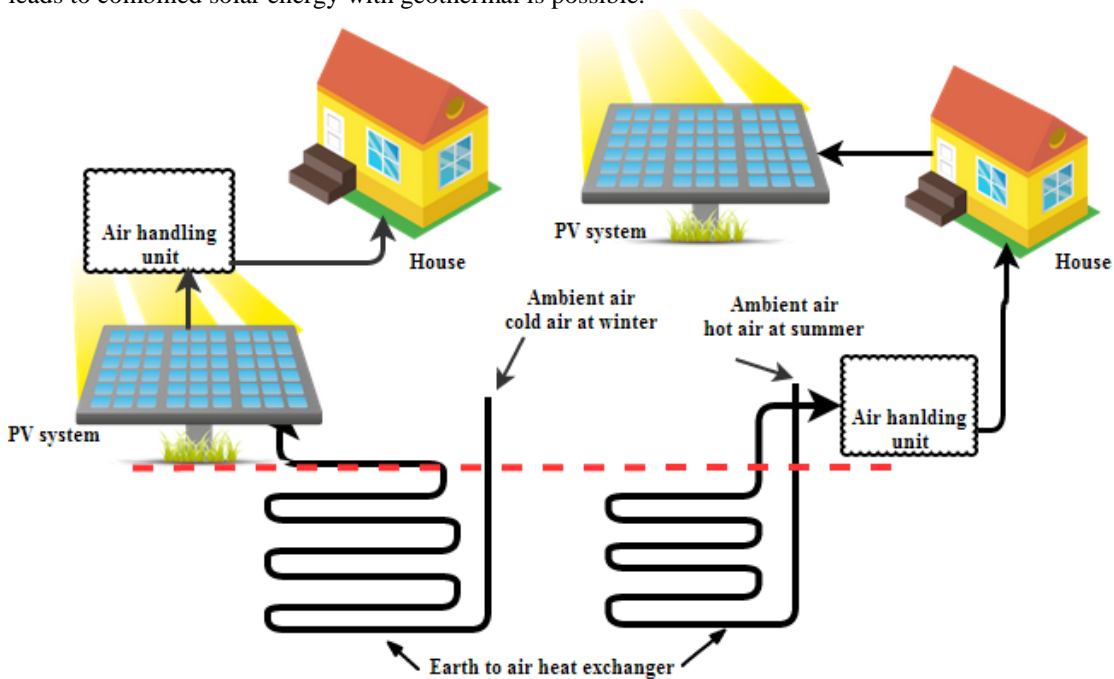 leads to combined solar energy with geothermal is possible.
Air handling
unit
House
PV system
Ambient air
cold air at winter
PV system
House
Ambient air
hot air at summer
Air hanlding
unit
Earth to air heat exchanger